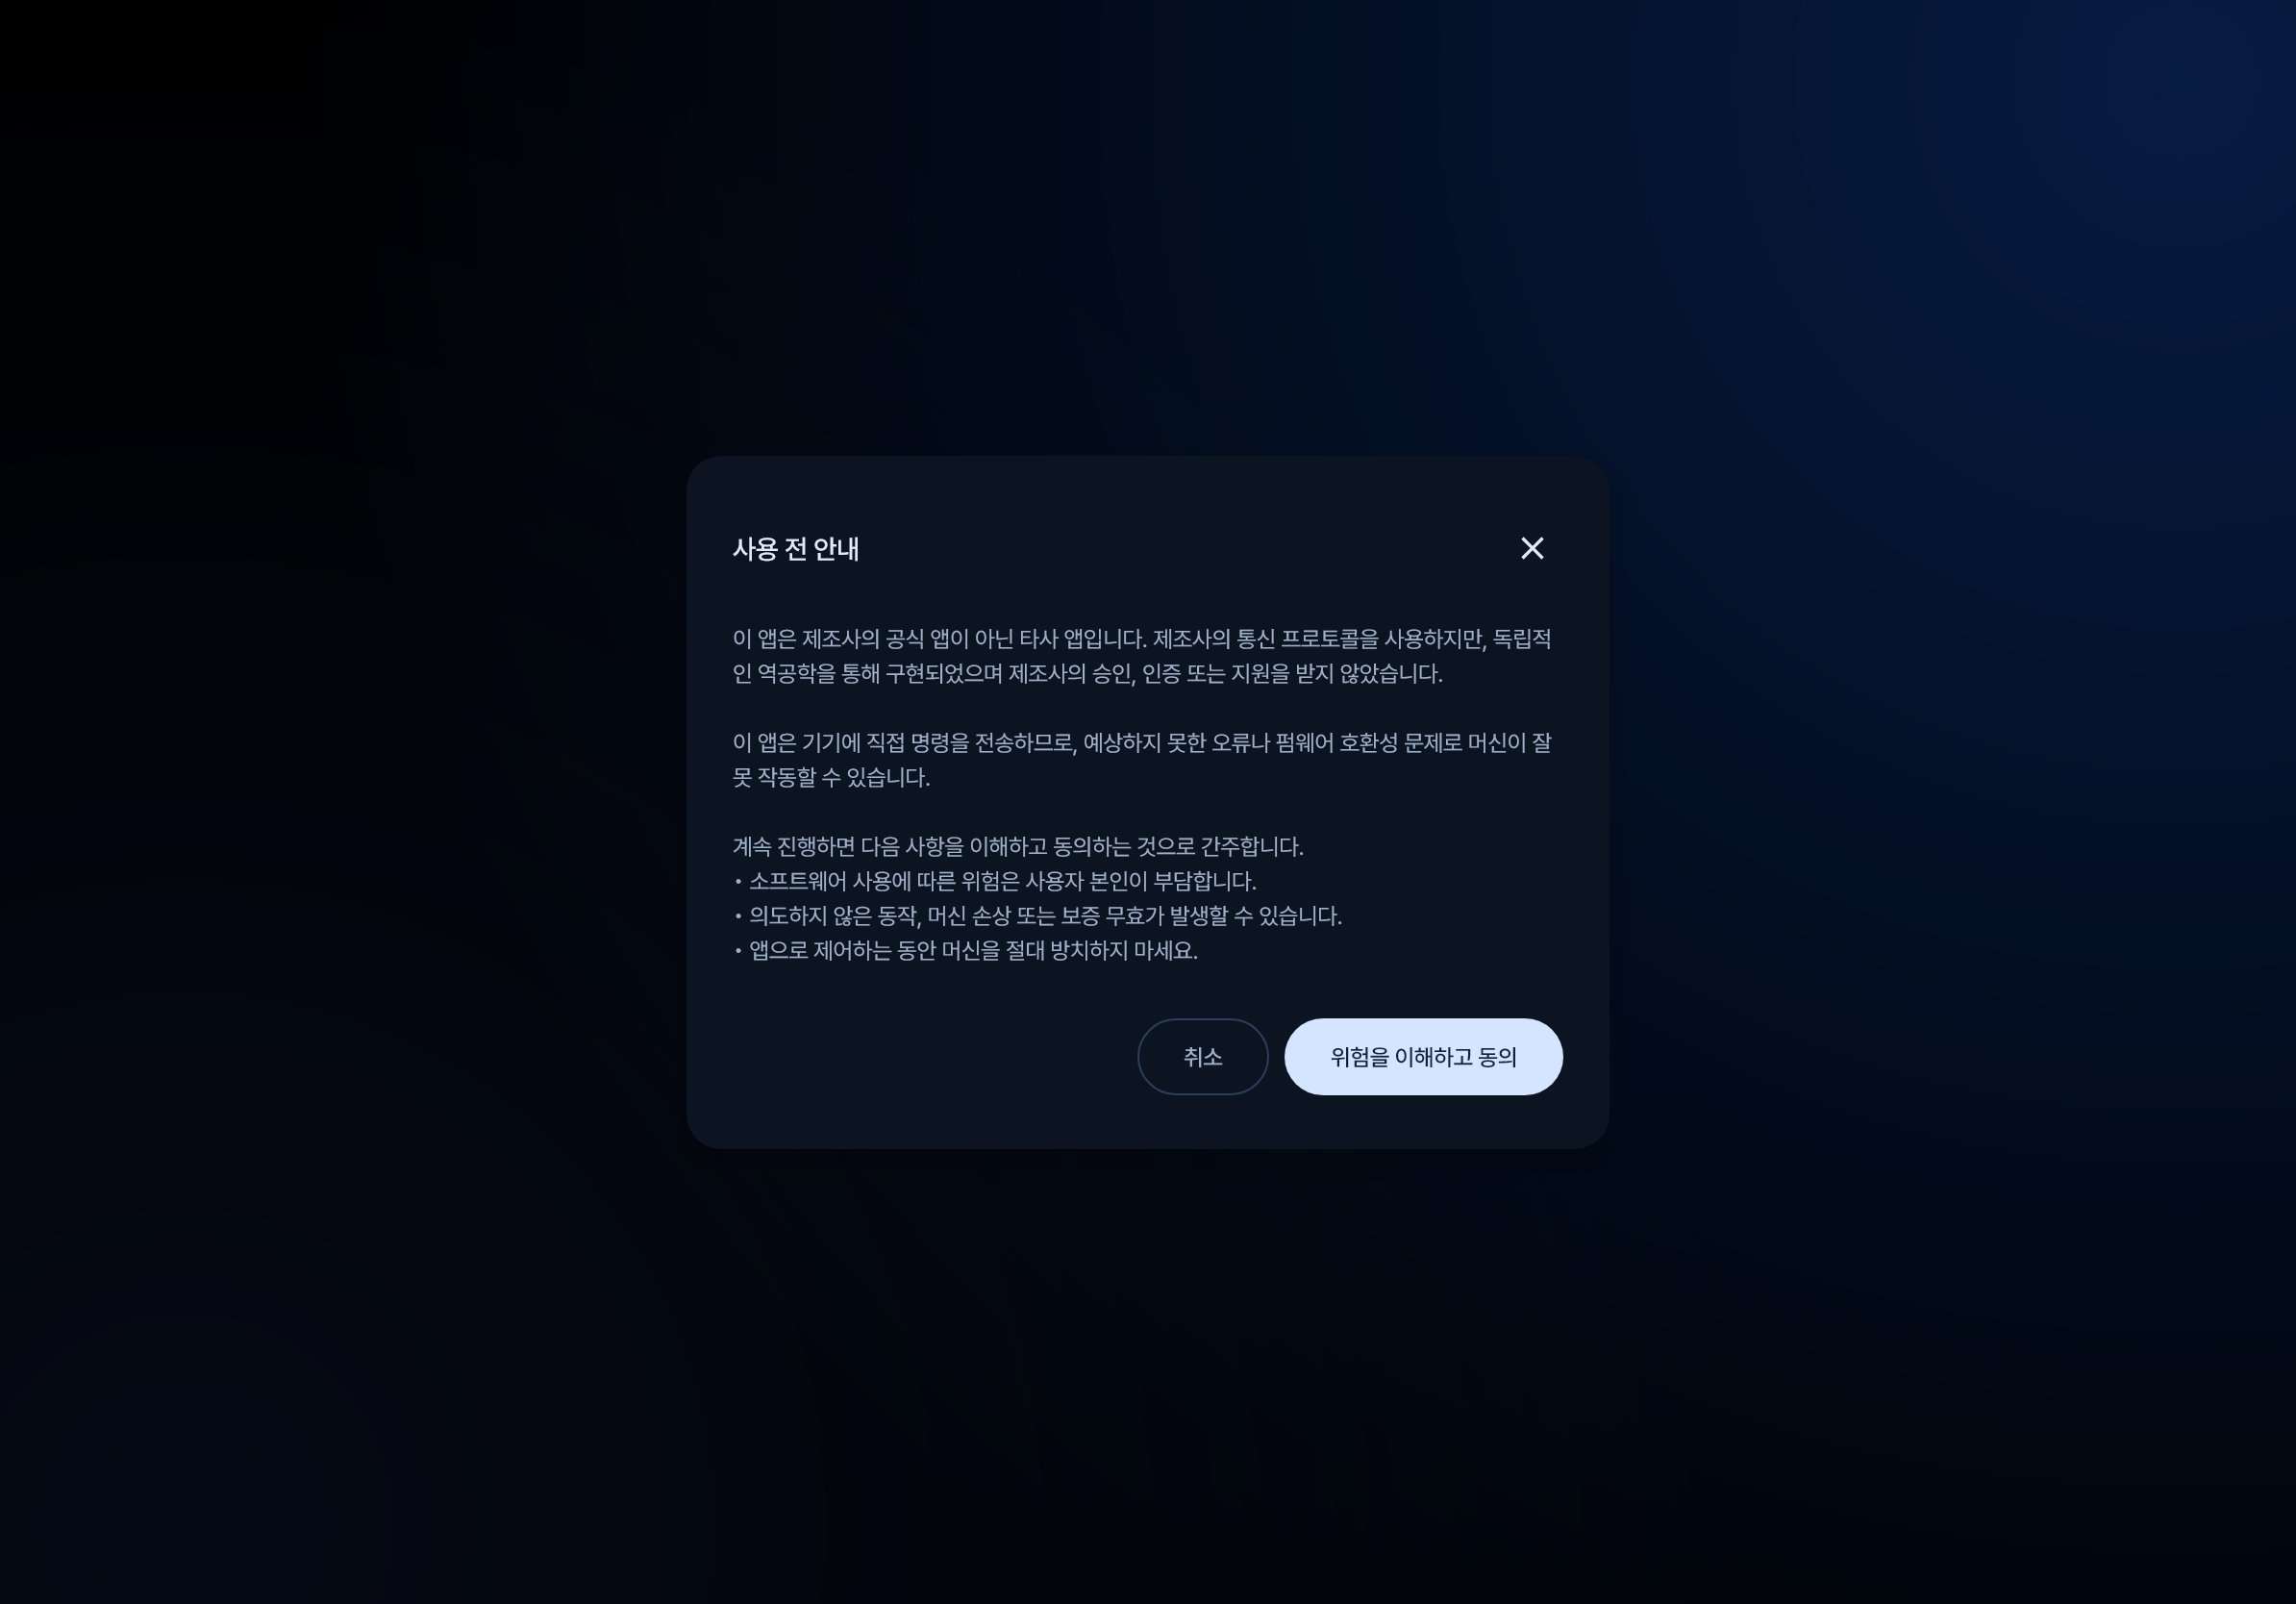 사용 전 안내
이 앱은 제조사의 공식 앱이 아닌 타사 앱입니다. 제조사의 통신 프로토콜을 사용하지만, 독립적
인 역공학을 통해 구현되었으며 제조사의 승인, 인증 또는 지원을 받지 않았습니다.
이 앱은 기기에 직접 명령을 전송하므로, 예상하지 못한 오류나 펌웨어 호환성 문제로 머신이 잘
못 작동할 수 있습니다.
계속 진행하면 다음 사항을 이해하고 동의하는 것으로 간주합니다.
• 소프트웨어 사용에 따른 위험은 사용자 본인이 부담합니다.
• 의도하지 않은 동작, 머신 손상 또는 보증 무효가 발생할 수 있습니다.
• 앱으로 제어하는 동안 머신을 절대 방치하지 마세요.
취소
위험을 이해하고 동의